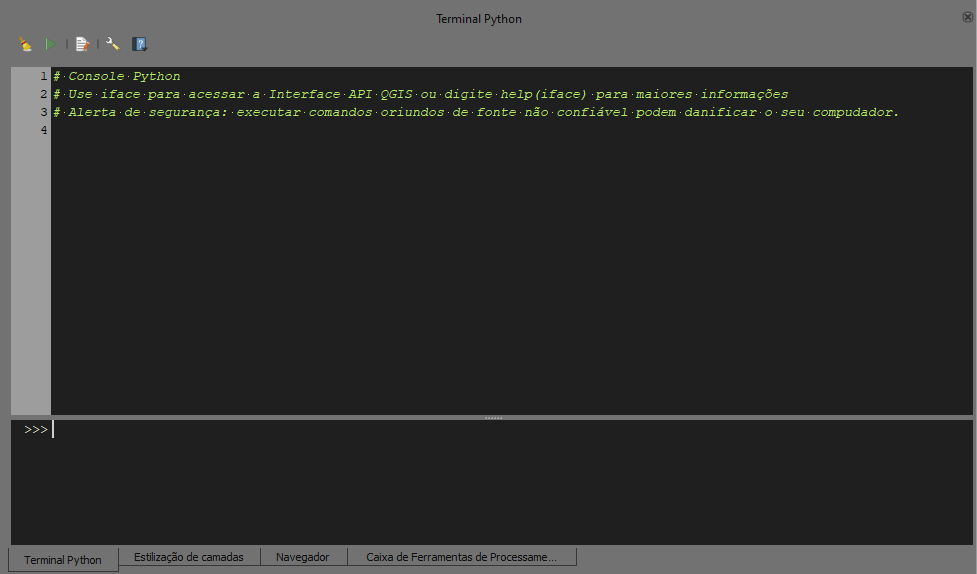 Terminal Python
1 # Console Python
2 # Use iface para acessar a Interface API QGIS ou digite help(iface) para maiores informações
3 # Alerta de segurança: executar comandos oriundos de fonte não confiável podem danificar o seu compudador.
4
>>>
Terminal Python Estilização de camadas Navegador Caixa de Ferramentas de Processame...